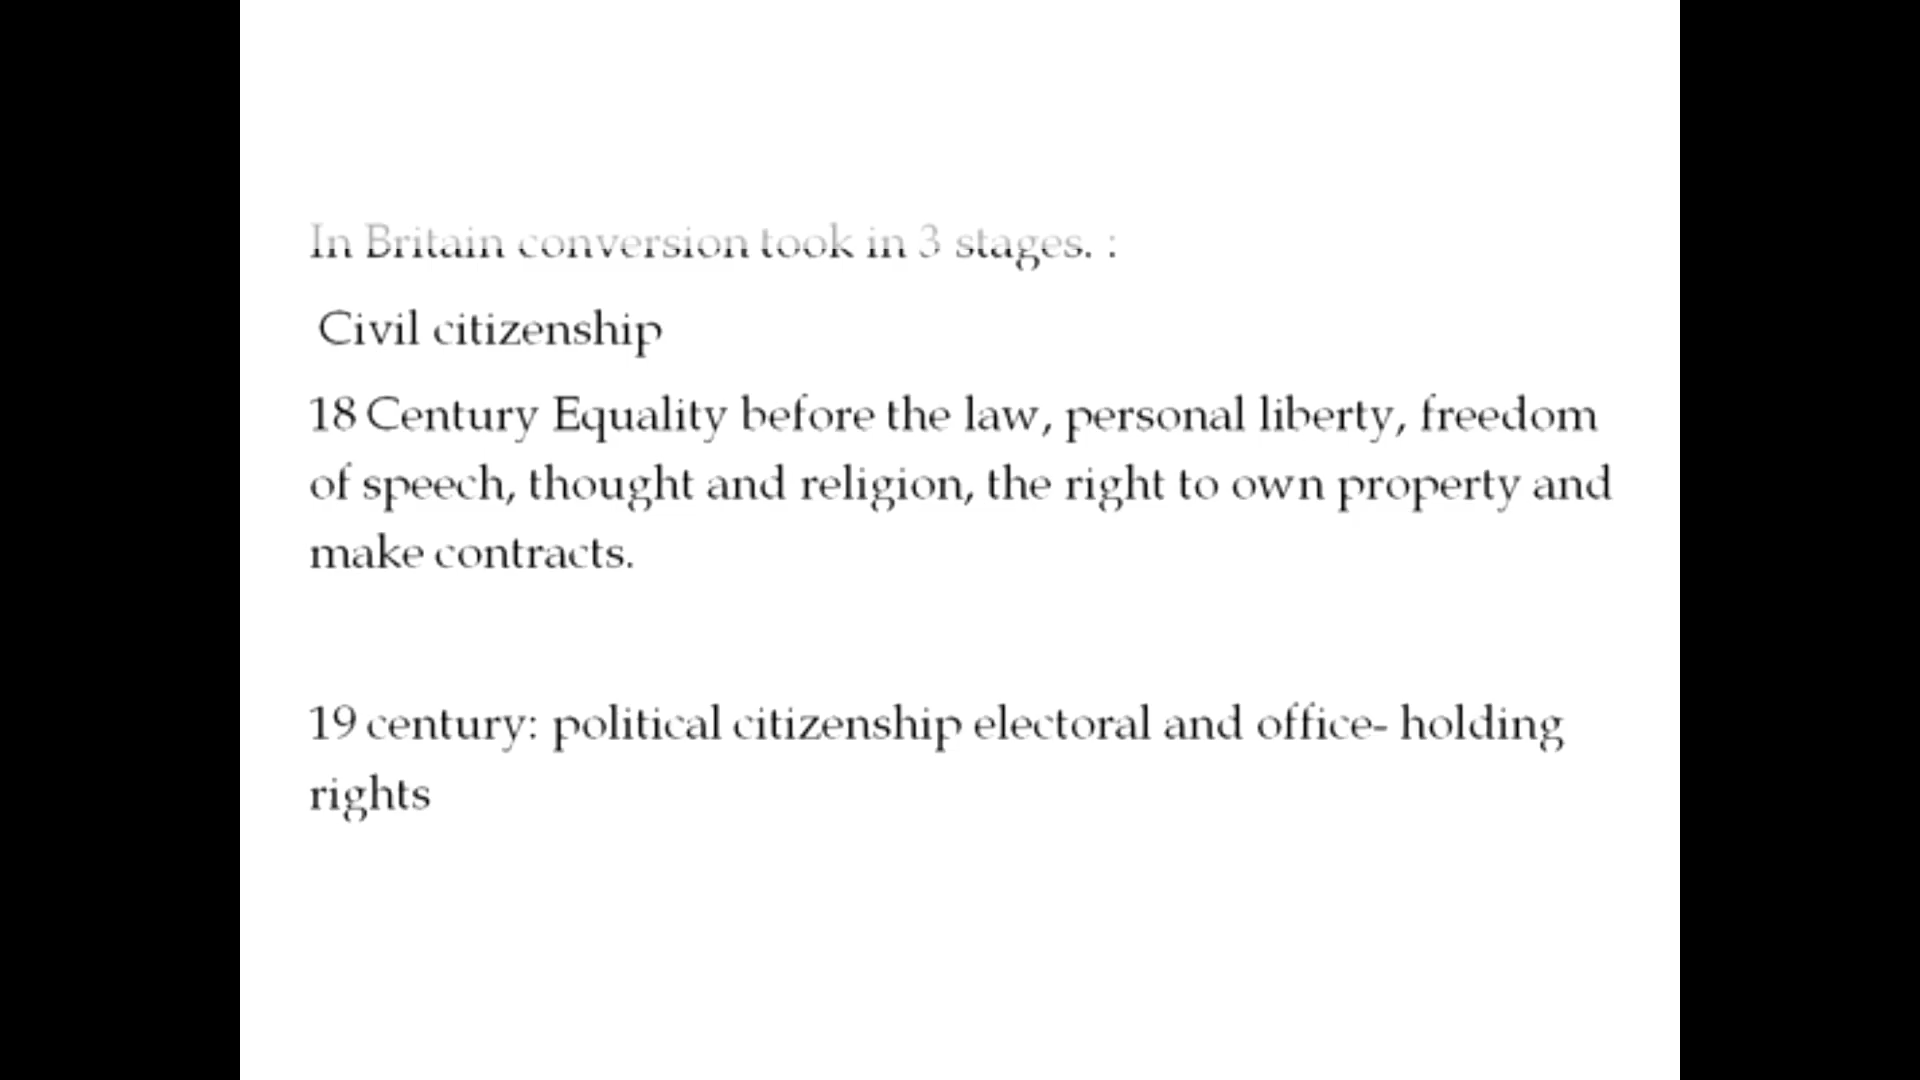 In Britain conversion took in 3 stages. :
Civil citizenship
18 Century Equality before the law, personal liberty, freedom
of speech, thought and religion, the right to own property and
make contracts.
19 century: political citizenship electoral and office- holding
rights